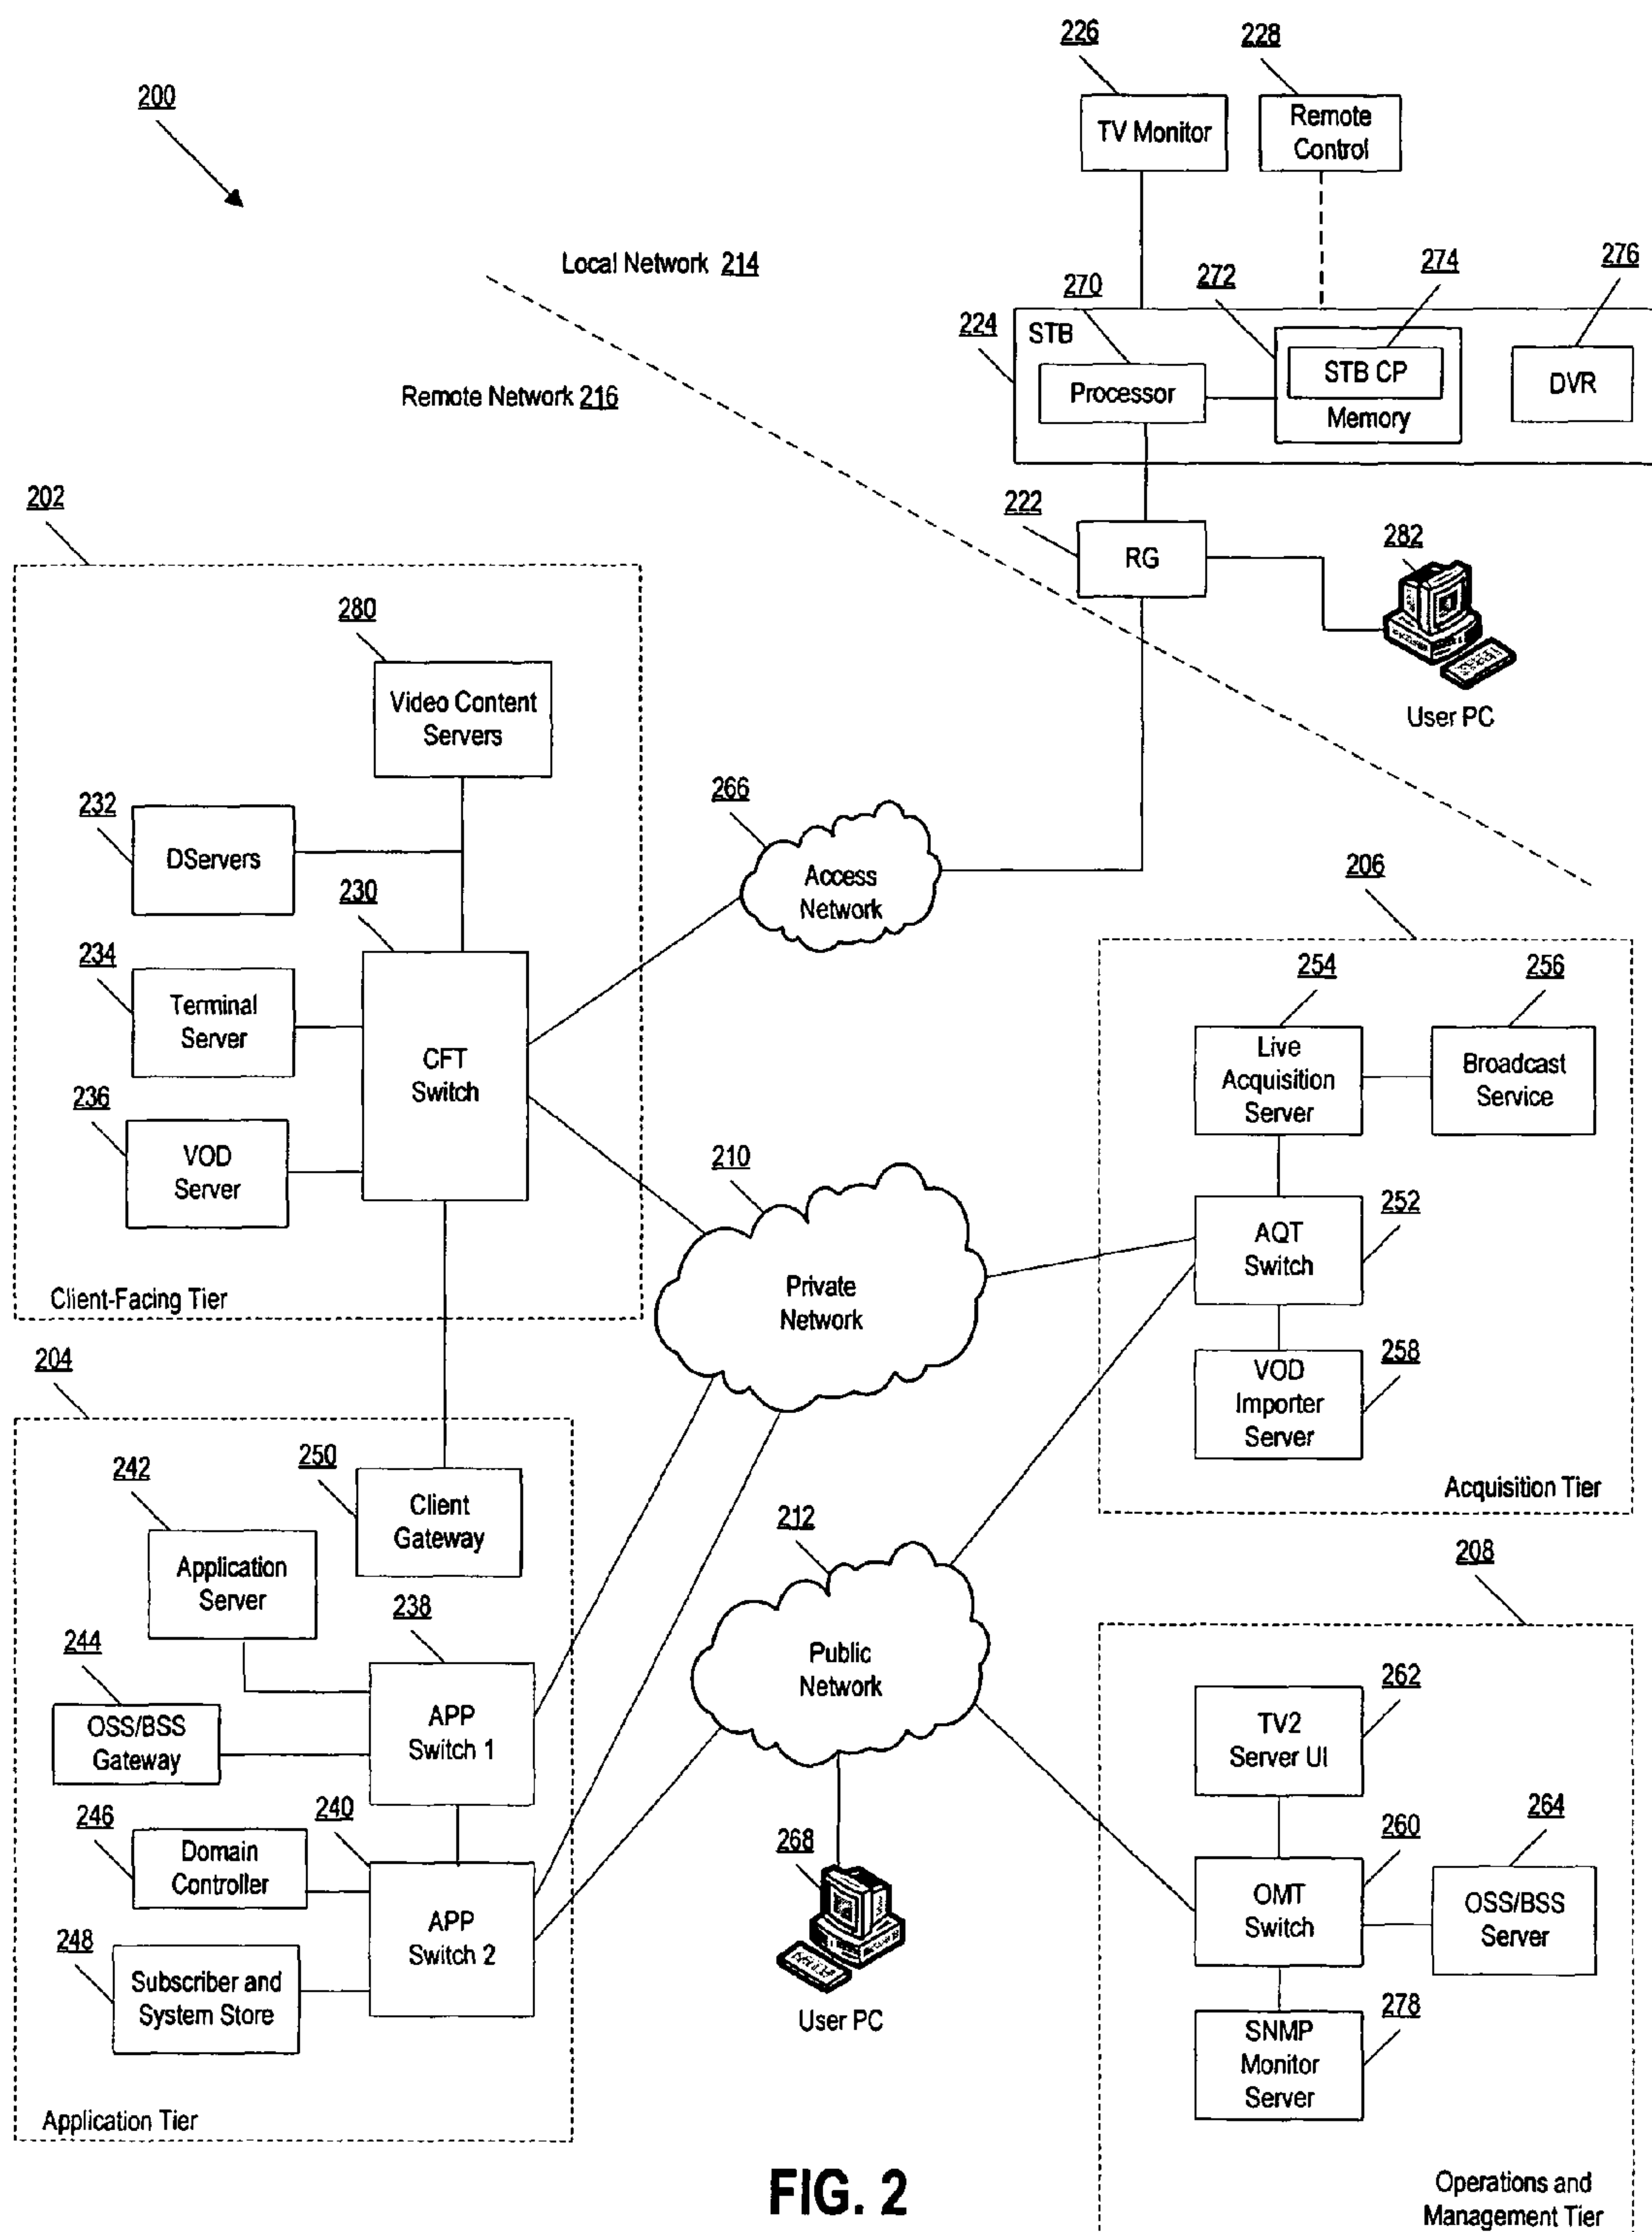 226
228
200
TV Monitor
Remote
Control
Local Network 214
270
272
274
276
224
STB
Processor
STB CP
Memory
DVR
Remote Network 216
202
222
RG
282
User PC
280
Video Content
Servers
232
DServers
266
Access
Network
230
206
234
Terminal
Server
CFT
Switch
236
VOD
Server
254
256
Live
Acquisition
Server
Broadcast
Service
210
Private
Network
252
AQT
Switch
258
VOD
Importer
Server
Client-Facing Tier
Acquisition Tier
204
250
Client
Gateway
242
Application
Server
212
Public
Network
208
238
244
OSS/BSS
Gateway
APP
Switch 1
262
TV2
Server UI
246
Domain
Controller
240
APP
Switch 2
248
Subscriber and
System Store
268
User PC
260
OMT
Switch
264
OSS/BSS
Server
278
SNMP
Monitor
Server
Application Tier
Operations and
Management Tier
FIG. 2